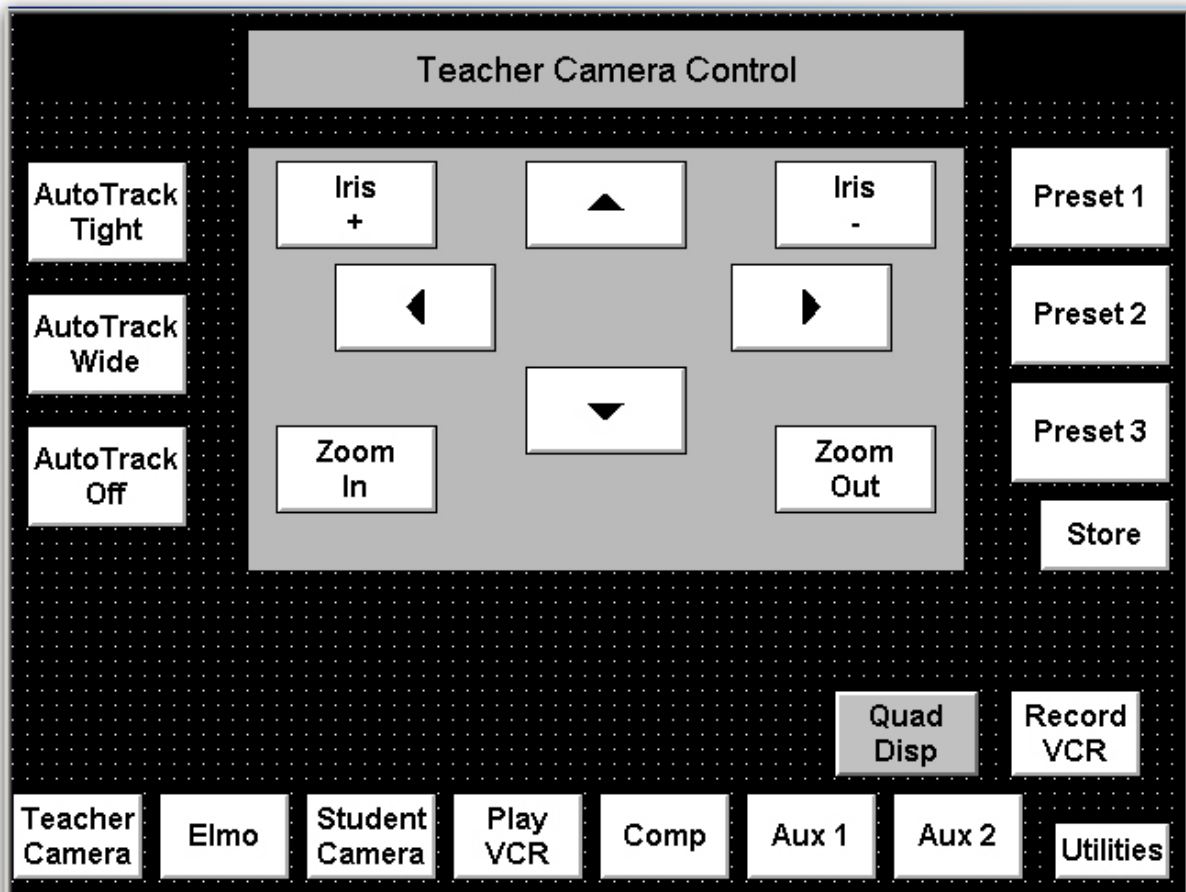 Teacher Camera Control
AutoTrack
Tight
Iris
+
Iris
-
Preset 1
AutoTrack
Wide
Preset 2
AutoTrack
Off
Zoom
In
Zoom
Out
Preset 3
Store
Quad
Disp
Record
VCR
Teacher
Camera
Elmo
Student
Camera
Play
VCR
Comp
Aux 1
Aux 2
Utilities